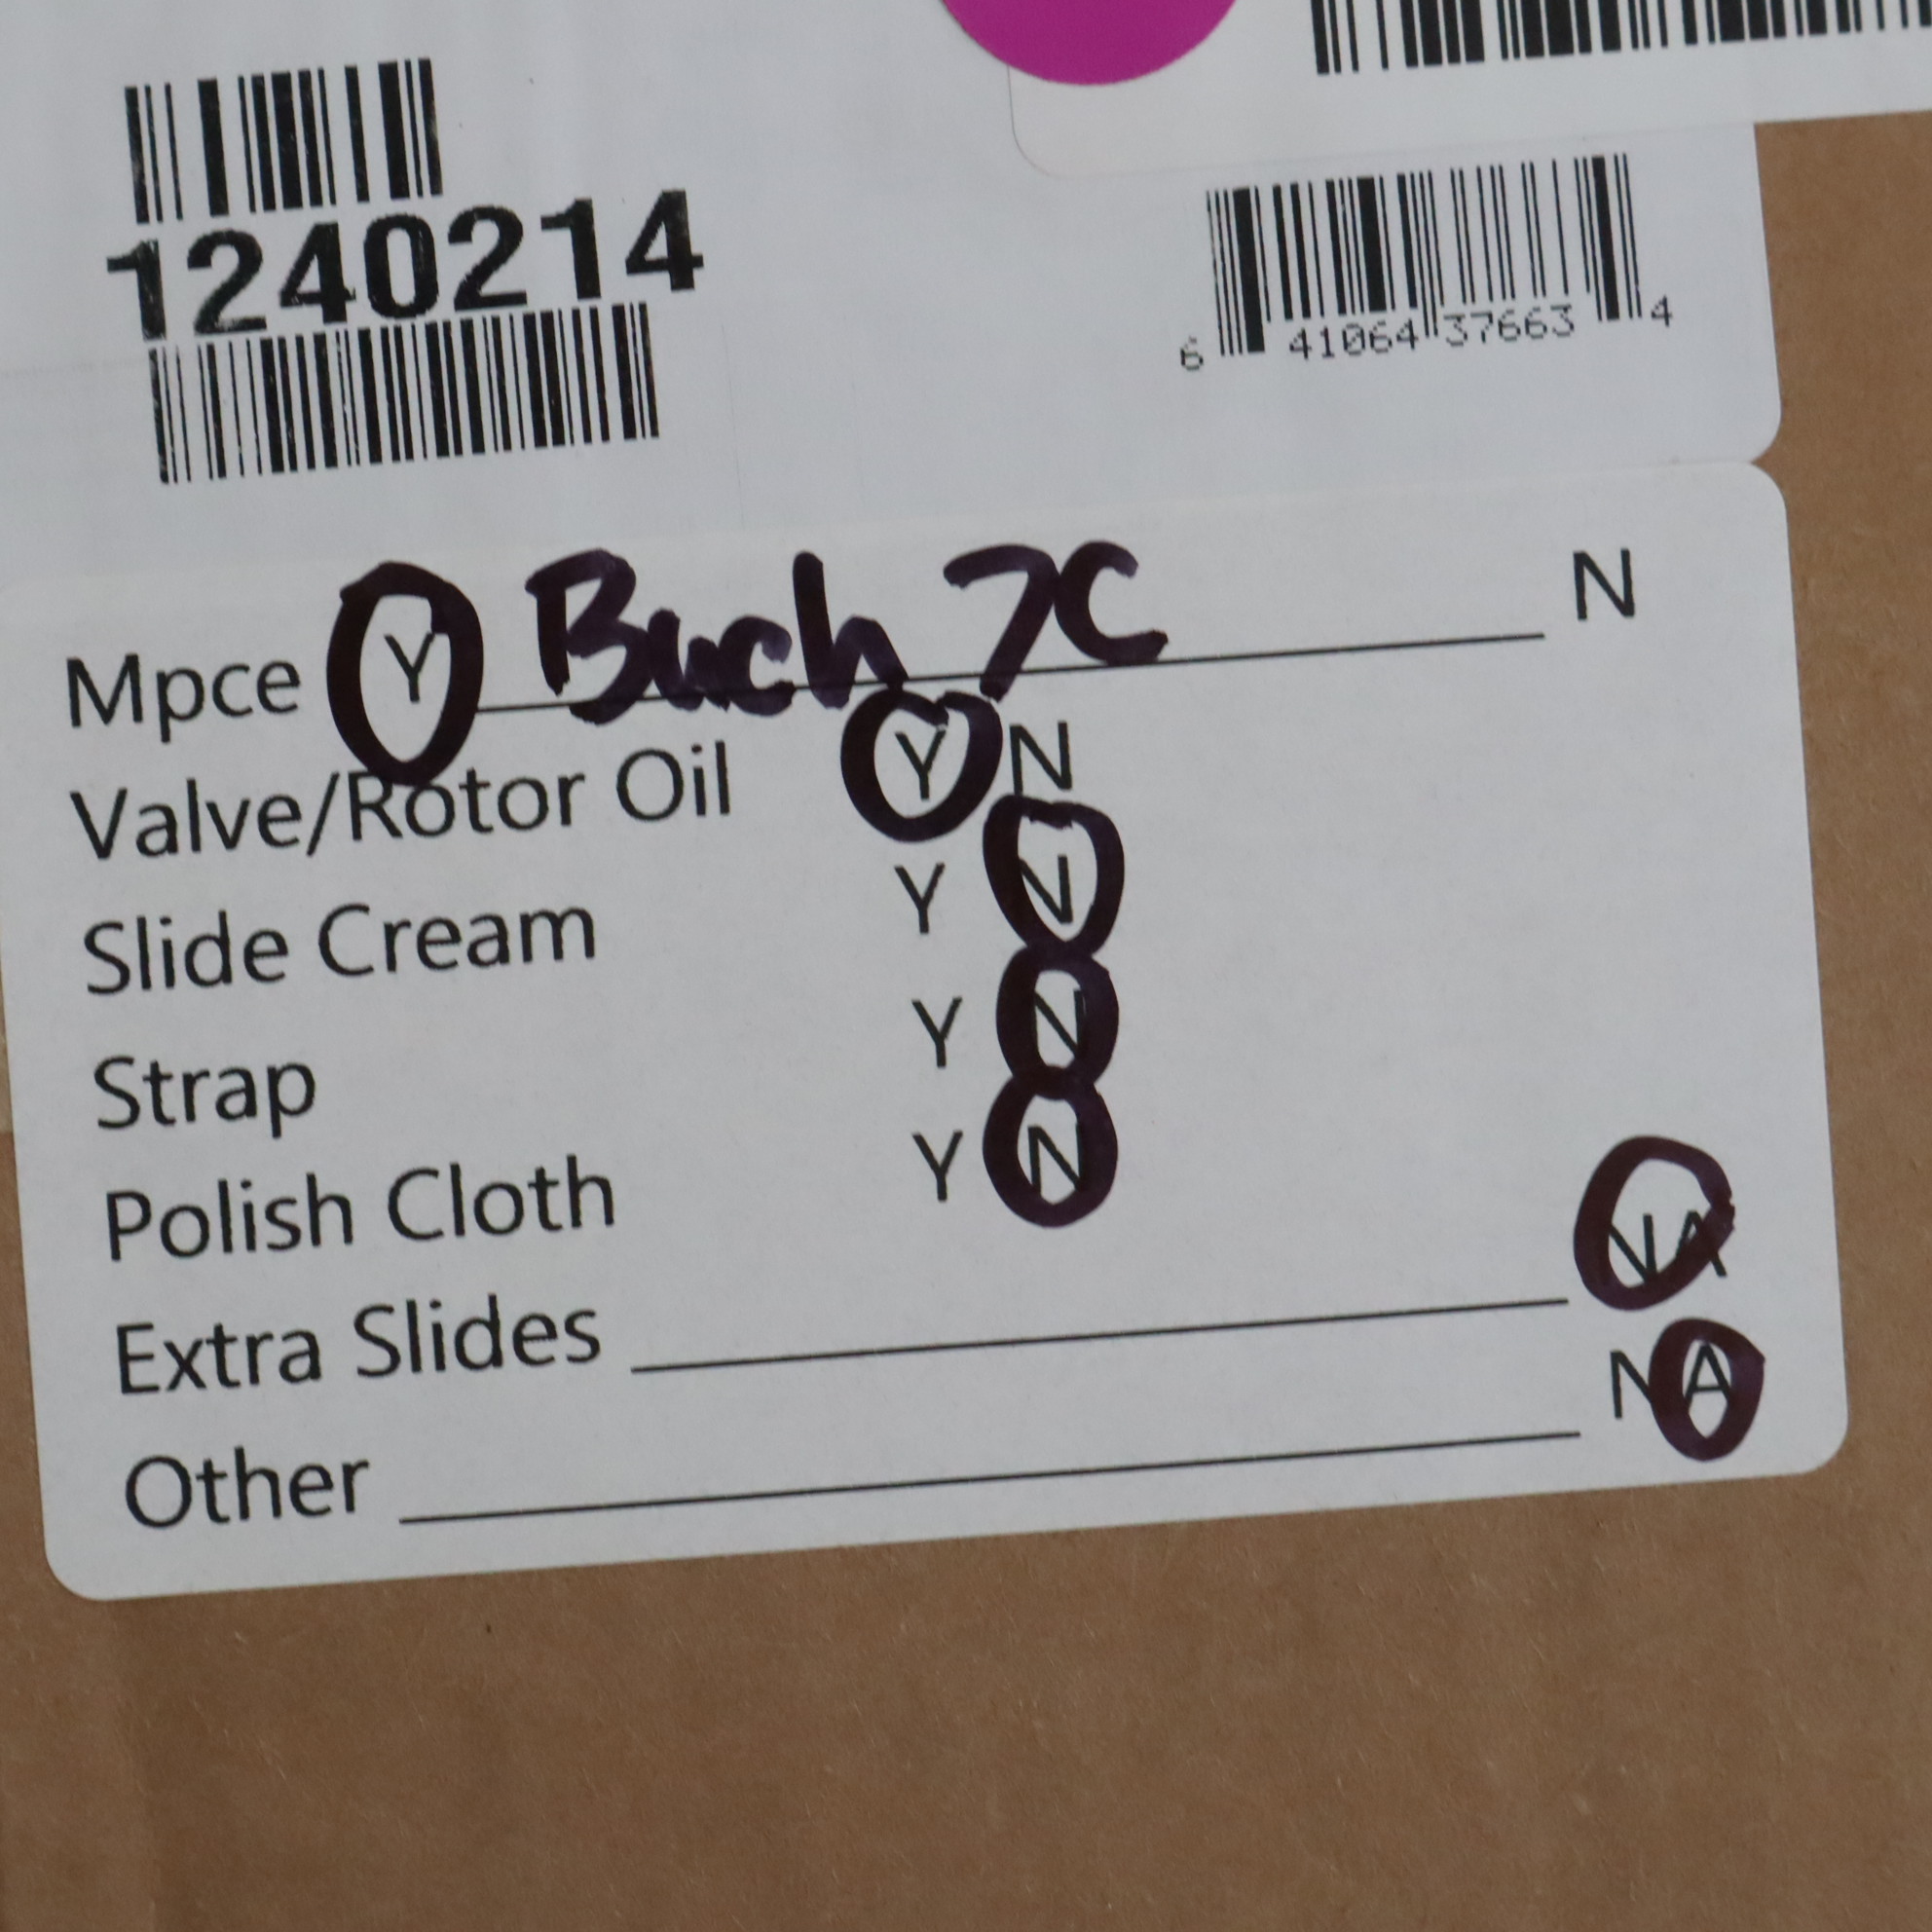 1240214
6 41064 37663 4
Mpce Y Bach 7C N
Valve/Rotor Oil Y N
Slide Cream Y N
Strap Y N
Polish Cloth Y N
Extra Slides NA
Other NA